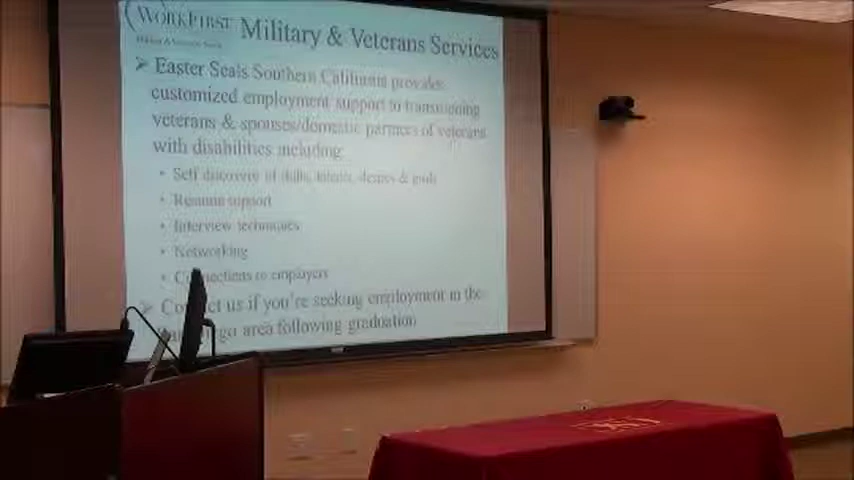 WORKFIRST Military & Veterans Services
➢ Easter Seals Southern California provides
customized employment support to transitioning
veterans & spouses/domestic partners of veterans
with disabilities including:
• Self discovery of skills, talents, desires & goals
• Resume support
• Interview techniques
• Networking
• Connections to employers
➢ Contact us if you're seeking employment in the
area following graduation